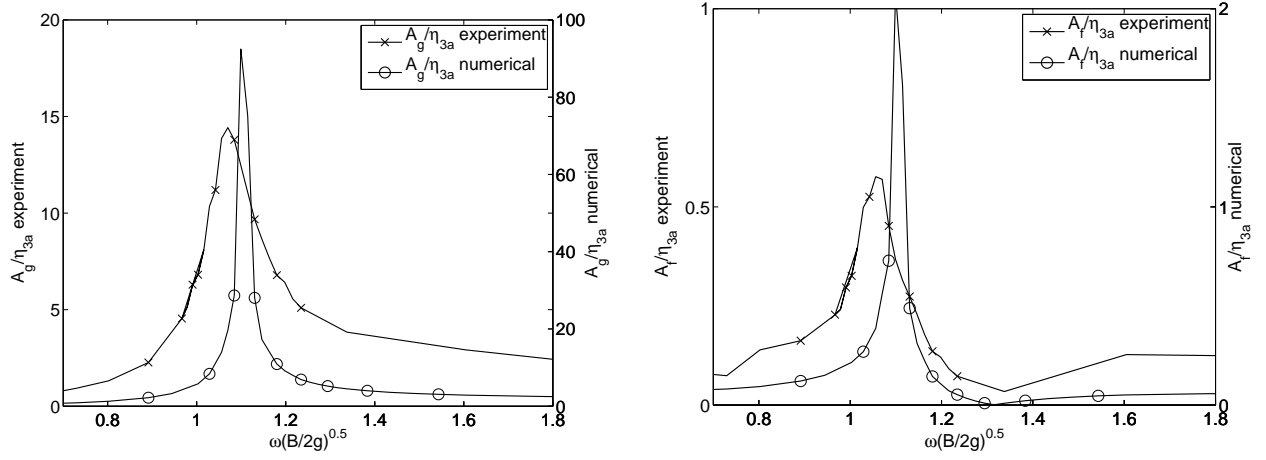 20
15
10
5
0
A_g/η_3a experiment
100
80
60
40
20
0
A_g/η_3a numerical
0.8 1 1.2 1.4 1.6 1.8
ω(B/2g)^0.5
A_g/η_3a experiment
A_g/η_3a numerical
1
0.5
0
A_f/η_3a experiment
2
1
0
A_f/η_3a numerical
0.8 1 1.2 1.4 1.6 1.8
ω(B/2g)^0.5
A_f/η_3a experiment
A_f/η_3a numerical